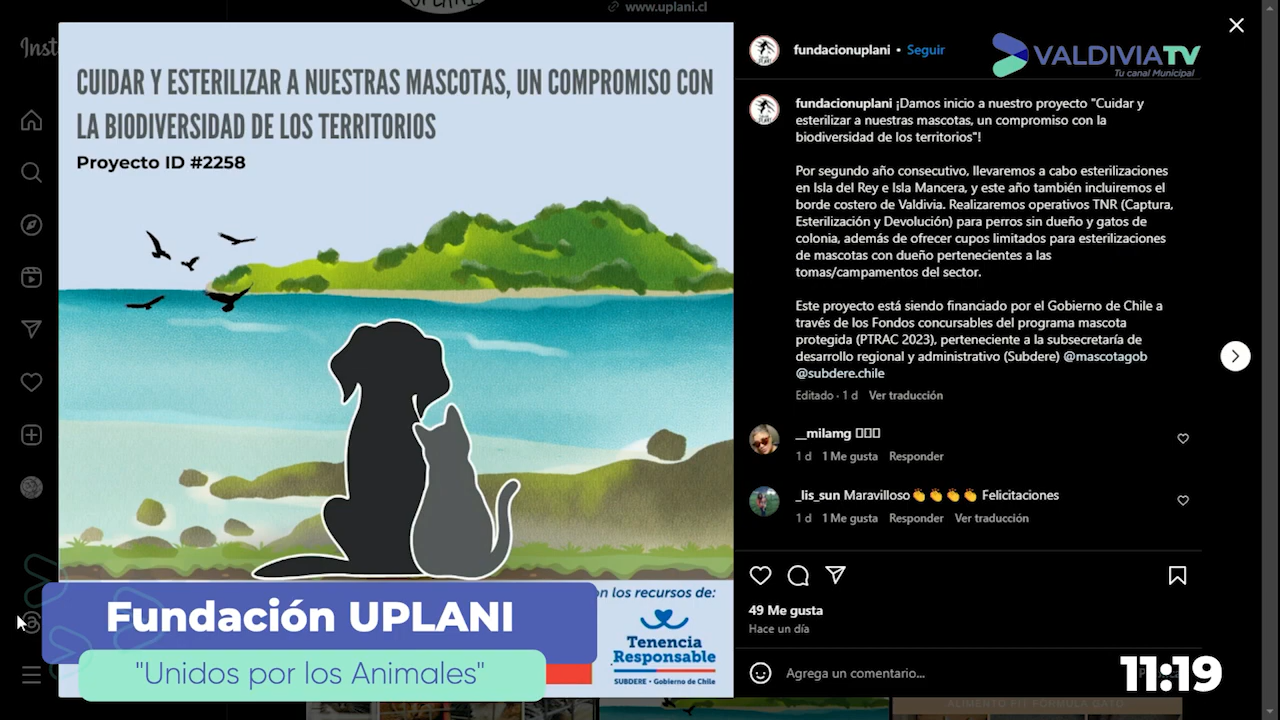 www.uplani.cl
Inst
CUIDAR Y ESTERILIZAR A NUESTRAS MASCOTAS, UN COMPROMISO CON
LA BIODIVERSIDAD DE LOS TERRITORIOS
Proyecto ID #2258
on los recursos de:
Tenencia
Responsable
SUBDERE • Gobierno de Chile
Fundación UPLANI
"Unidos por los Animales"
fundacionuplani • Seguir
VALDIVIATV
Tu canal Municipal
fundacionuplani ¡Damos inicio a nuestro proyecto "Cuidar y
esterilizar a nuestras mascotas, un compromiso con la
biodiversidad de los territorios"!
Por segundo año consecutivo, llevaremos a cabo esterilizaciones
en Isla del Rey e Isla Mancera, y este año también incluiremos el
borde costero de Valdivia. Realizaremos operativos TNR (Captura,
Esterilización y Devolución) para perros sin dueño y gatos de
colonia, además de ofrecer cupos limitados para esterilizaciones
de mascotas con dueño pertenecientes a las
tomas/campamentos del sector.
Este proyecto está siendo financiado por el Gobierno de Chile a
través de los Fondos concursables del programa mascota
protegida (PTRAC 2023), perteneciente a la subsecretaría de
desarrollo regional y administrativo (Subdere) @mascotagob
@subdere.chile
Editado · 1 d Ver traducción
__milamg
1 d 1 Me gusta Responder
_lis_sun Maravilloso👏👏👏👏 Felicitaciones
1 d 1 Me gusta Responder Ver traducción
49 Me gusta
Hace un día
Agrega un comentario...
11:19
ALIMENTO PIT FORMULA GATO